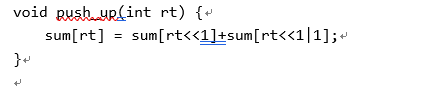 void push_up(int rt) {
sum[rt] = sum[rt<<1]+sum[rt<<1|1];
}